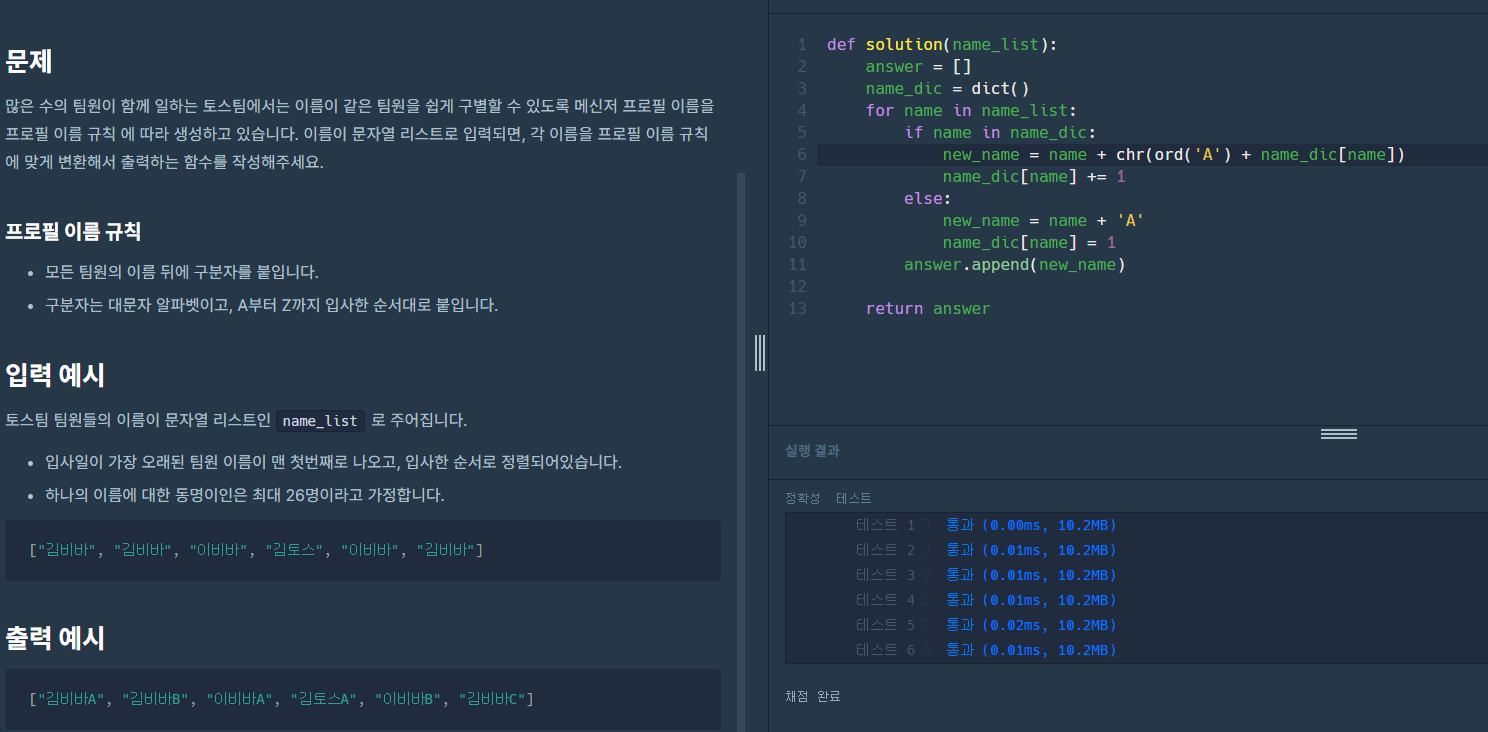 문제
많은 수의 팀원이 함께 일하는 토스팀에서는 이름이 같은 팀원을 쉽게 구별할 수 있도록 메신저 프로필 이름을
프로필 이름 규칙 에 따라 생성하고 있습니다. 이름이 문자열 리스트로 입력되면, 각 이름을 프로필 이름 규칙
에 맞게 변환해서 출력하는 함수를 작성해주세요.
프로필 이름 규칙
• 모든 팀원의 이름 뒤에 구분자를 붙입니다.
• 구분자는 대문자 알파벳이고, A부터 Z까지 입사한 순서대로 붙입니다.
입력 예시
토스팀 팀원들의 이름이 문자열 리스트인 name_list 로 주어집니다.
• 입사일이 가장 오래된 팀원 이름이 맨 첫번째로 나오고, 입사한 순서로 정렬되어있습니다.
• 하나의 이름에 대한 동명이인은 최대 26명이라고 가정합니다.
["김비바", "김비바", "이비바", "김토스", "이비바", "김비바"]
출력 예시
["김비바A", "김비바B", "이비바A", "김토스A", "이비바B", "김비바C"]
1 def solution(name_list):
2     answer = []
3     name_dic = dict()
4     for name in name_list:
5         if name in name_dic:
6             new_name = name + chr(ord('A') + name_dic[name])
7             name_dic[name] += 1
8         else:
9             new_name = name + 'A'
10             name_dic[name] = 1
11         answer.append(new_name)
12
13     return answer
실행 결과
정확성 테스트
테스트 1 〉 통과 (0.00ms, 10.2MB)
테스트 2 〉 통과 (0.01ms, 10.2MB)
테스트 3 〉 통과 (0.01ms, 10.2MB)
테스트 4 〉 통과 (0.01ms, 10.2MB)
테스트 5 〉 통과 (0.02ms, 10.2MB)
테스트 6 〉 통과 (0.01ms, 10.2MB)
채점 완료